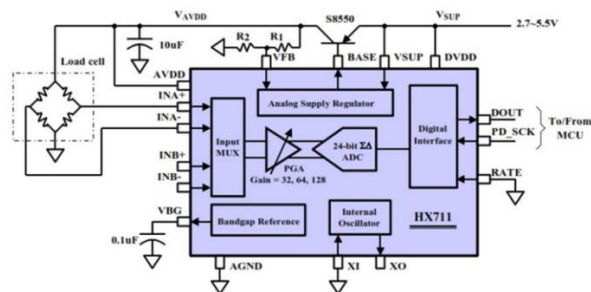 VAVDD
S8550
VSUP
2.7~5.5V
10uF
R2
R1
Load cell
VFB
BASE
VSUP
DVDD
AVDD
INA+
INA-
Analog Supply Regulator
Input
MUX
PGA
Gain = 32, 64, 128
24-bit ΣΔ
ADC
Digital
Interface
DOUT
PD_SCK
To/From
MCU
INB+
INB-
RATE
VBG
0.1uF
Bandgap Reference
Internal
Oscillator
HX711
AGND
XI
XO